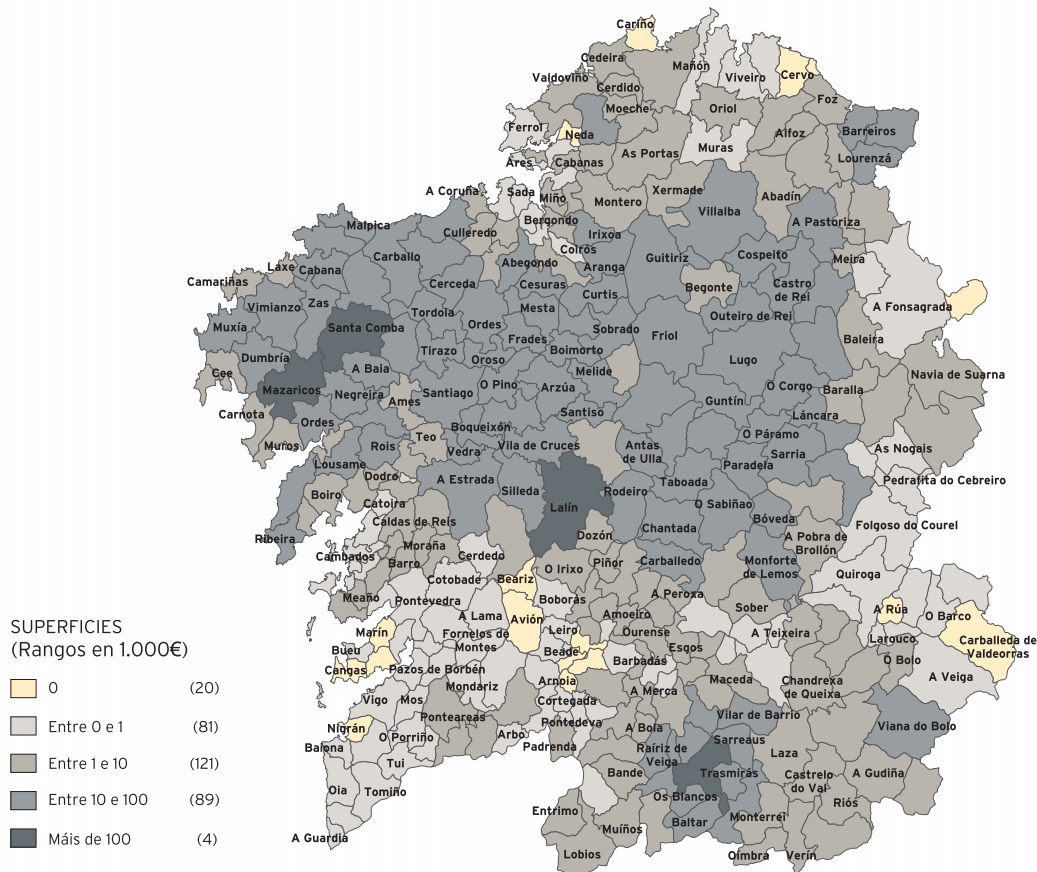 Cariño
Cedeira
Mañón
Viveiro
Cervo
Valdoviño
Cerdido
Moeche
Oriol
Foz
Ferrol
Neda
Muras
Alfoz
Barreiros
Ares
Cabanas
As Portas
Lourenzá
A Coruña
Sada
Miño
Montero
Xermade
Abadín
Malpica
Culleredo
Bergondo
Villalba
A Pastoriza
Irixoa
Coirós
Carballo
Abegondo
Aranga
Guitiriz
Cospeito
Meira
Laxe
Cabana
Camariñas
Cerceda
Cesuras
Curtis
Begonte
Castro
de Rei
Vimianzo
Zas
Tordoia
Mesta
Outeiro de Rei
A Fonsagrada
Muxía
Santa Comba
Ordes
Frades
Sobrado
Friol
Baleira
Dumbría
Tirazo
Oroso
Boimorto
Lugo
Cee
A Baia
Melide
Navia de Suarna
Mazaricos
Negreira
Ames
Santiago
O Pino
Arzúa
Guntín
O Corgo
Baralla
Carnota
Ordes
Santiso
Láncara
Muros
Rois
Teo
Boqueixón
Vedra
Vila de Cruces
Antas
de Ulla
O Páramo
As Nogais
Lousame
Dodro
A Estrada
Silleda
Rodeiro
Taboada
Paradela
Sarria
Pedrafita do Cebreiro
Boiro
Catoira
Lalín
O Sabiñao
Ribeira
Caldas de Reis
Dozón
Chantada
Bóveda
Folgoso do Courel
Cambados
Moraña
Cerdedo
A Pobra de
Brollón
Barro
O Irixo
Piñor
Carballedo
Monforte
de Lemos
Quiroga
Meaño
Cotobade
Beariz
Boborás
A Peroxa
Pontevedra
A Lama
Avión
Amoeiro
Sober
A Rúa
O Barco
Marín
Fornelos de
Montes
Leiro
Ourense
A Teixeira
Larouco
Carballeda de
Valdeorras
Bueu
Beade
Esgos
Cangas
Pazos de Borbén
Barbadás
O Bolo
Mondariz
Arnoia
A Merca
Maceda
Chandrexa
de Queixa
A Veiga
Vigo
Mos
Cortegada
Nigrán
Ponteareas
Pontedeva
A Bola
Vilar de Barrio
Viana do Bolo
O Porriño
Arbo
Baiona
Padrenda
Raíriz de
Veiga
Sarreaus
Laza
Tui
Bande
Trasmirás
Castrelo
do Val
A Gudiña
Oia
Tomiño
Os Blancos
Riós
Entrimo
Baltar
Monterrei
A Guardia
Muíños
Lobios
Oímbra
Verín
SUPERFICIES
(Rangos en 1.000€)
0 (20)
Entre 0 e 1 (81)
Entre 1 e 10 (121)
Entre 10 e 100 (89)
Máis de 100 (4)